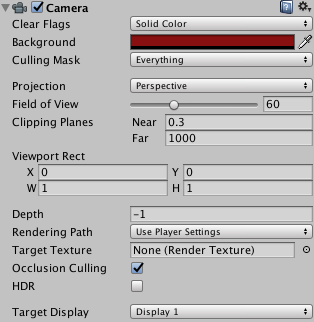 Camera
Clear Flags Solid Color
Background
Culling Mask Everything
Projection Perspective
Field of View 60
Clipping Planes Near 0.3
Far 1000
Viewport Rect
X 0 Y 0
W 1 H 1
Depth -1
Rendering Path Use Player Settings
Target Texture None (Render Texture)
Occlusion Culling
HDR
Target Display Display 1